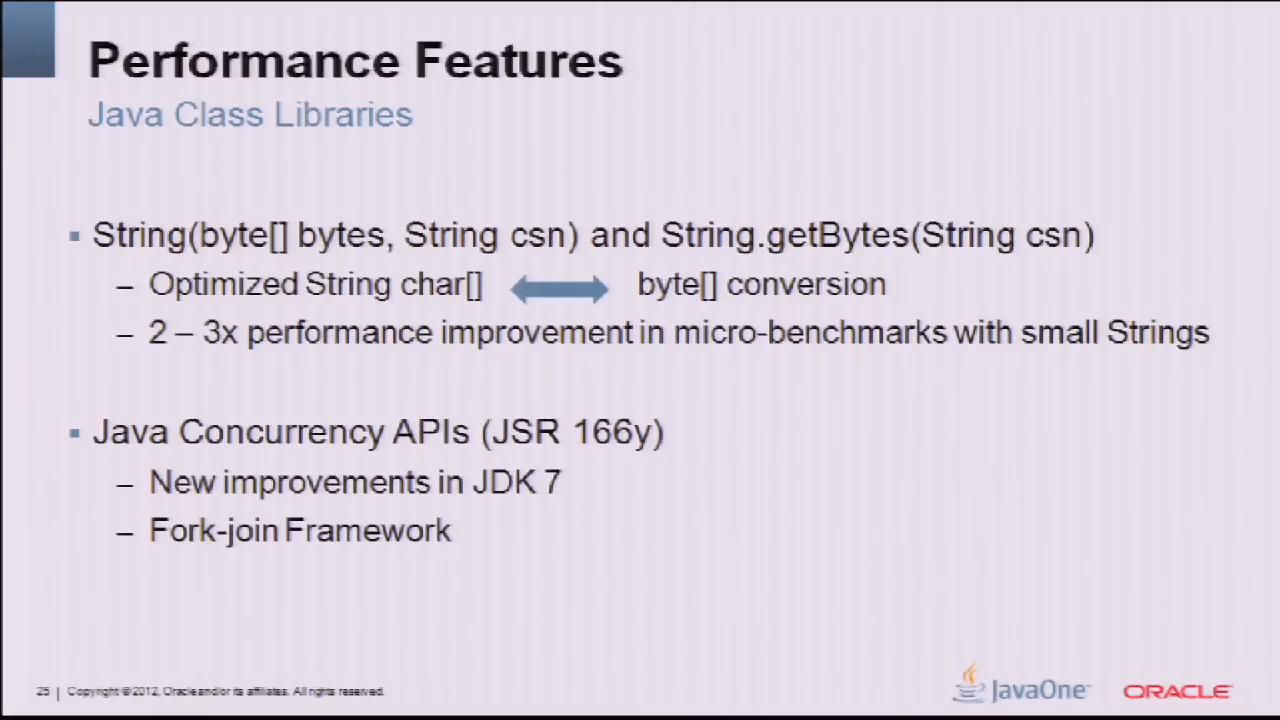 Performance Features
Java Class Libraries
▪ String(byte[] bytes, String csn) and String.getBytes(String csn)
– Optimized String char[] byte[] conversion
– 2 – 3x performance improvement in micro-benchmarks with small Strings
▪ Java Concurrency APIs (JSR 166y)
– New improvements in JDK 7
– Fork-join Framework
25 | Copyright © 2012, Oracle and/or its affiliates. All rights reserved.
JavaOne™
ORACLE®